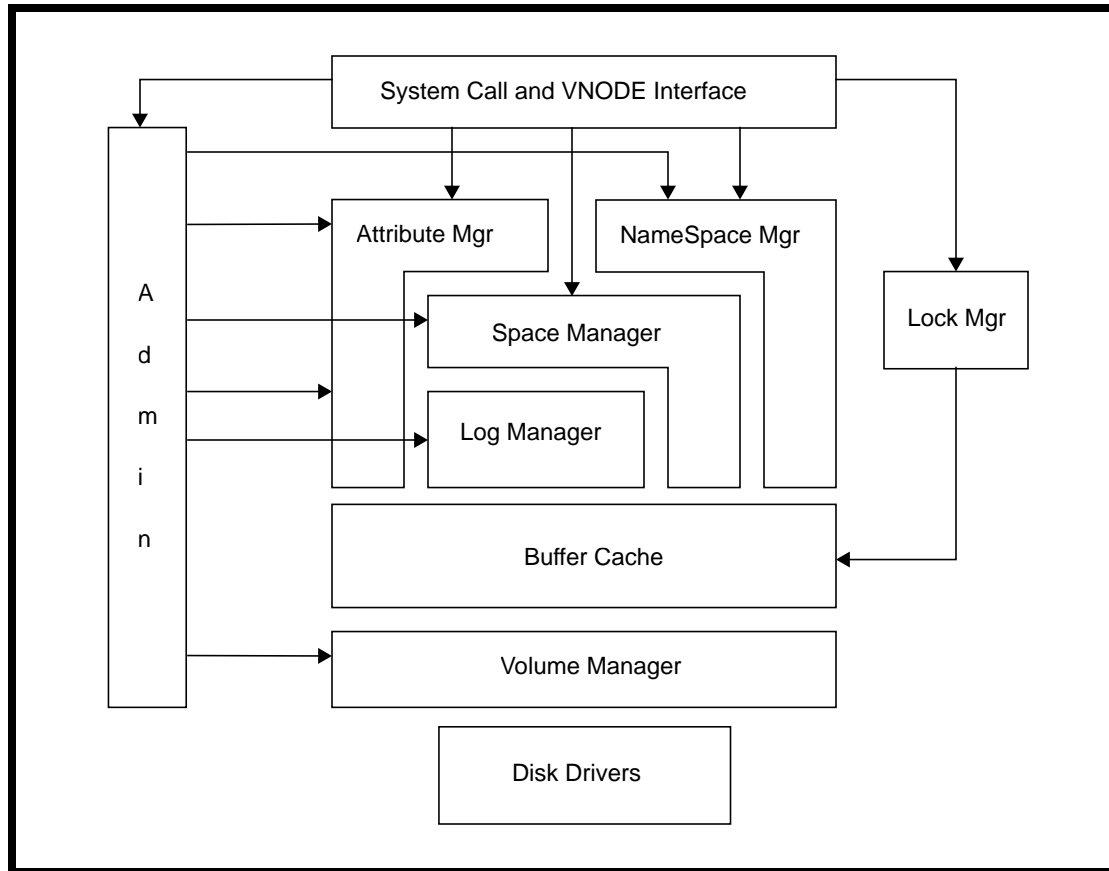 System Call and VNODE Interface
Attribute Mgr
NameSpace Mgr
A
d
m
i
n
Space Manager
Lock Mgr
Log Manager
Buffer Cache
Volume Manager
Disk Drivers